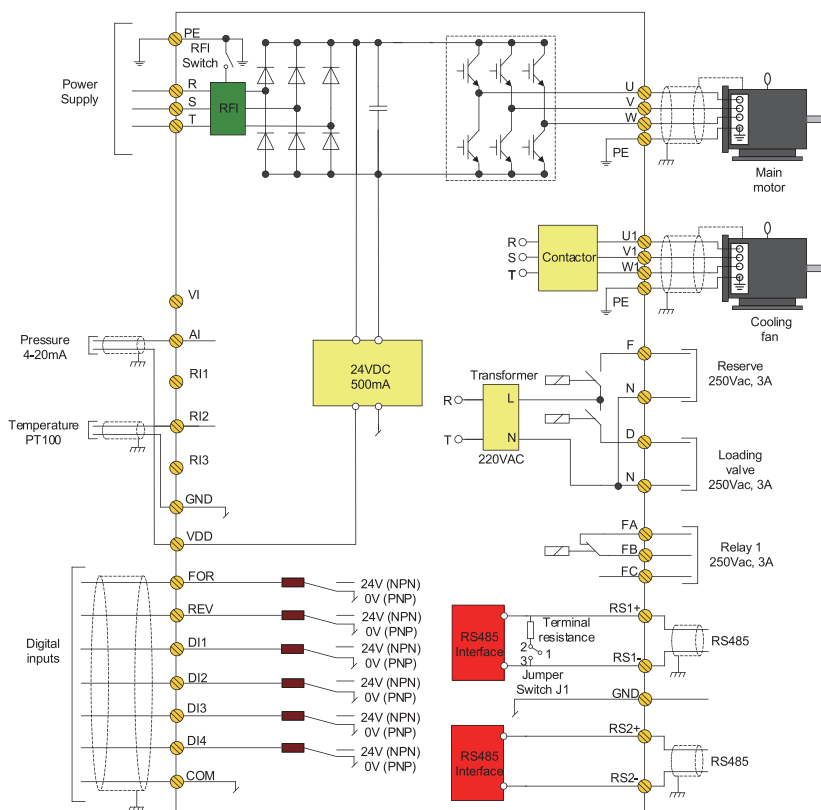 PE
RFI
Switch
Power
Supply
R
S
T
RFI
U
V
W
PE
Main
motor
R
S
T
Contactor
U1
V1
W1
PE
Cooling
fan
VI
AI
Pressure
4-20mA
RI1
RI2
Temperature
PT100
RI3
GND
VDD
24VDC
500mA
Transformer
R
T
L
N
220VAC
F
N
Reserve
250Vac, 3A
D
N
Loading
valve
250Vac, 3A
FA
FB
FC
Relay 1
250Vac, 3A
Digital
inputs
FOR
24V (NPN)
0V (PNP)
REV
24V (NPN)
0V (PNP)
DI1
24V (NPN)
0V (PNP)
DI2
24V (NPN)
0V (PNP)
DI3
24V (NPN)
0V (PNP)
DI4
24V (NPN)
0V (PNP)
COM
RS485
Interface
Terminal
resistance
2
1
3
Jumper
Switch J1
RS1+
RS1-
RS485
GND
RS485
Interface
RS2+
RS2-
RS485